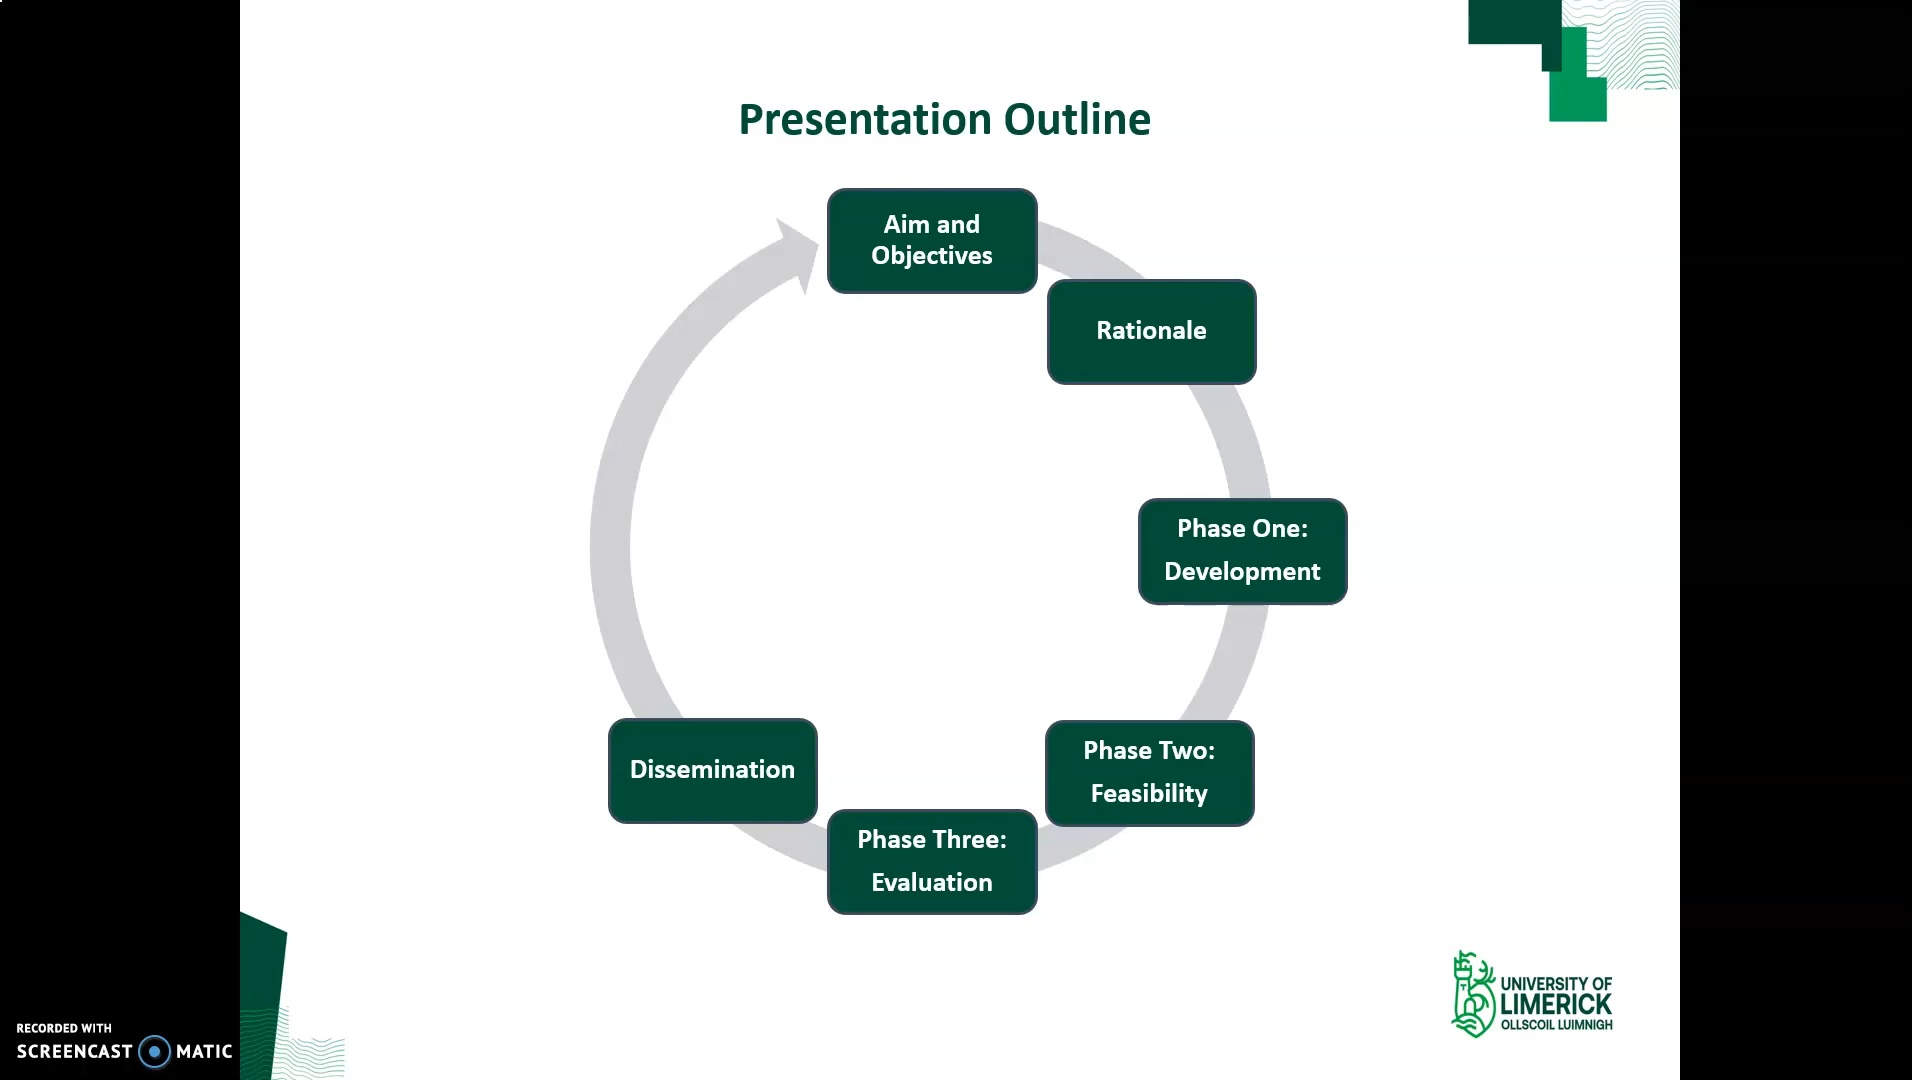 Presentation Outline
Aim and
Objectives
Rationale
Phase One:
Development
Phase Two:
Feasibility
Phase Three:
Evaluation
Dissemination
UNIVERSITY OF
LIMERICK
OLLSCOIL LUIMNIGH
RECORDED WITH
SCREENCAST MATIC